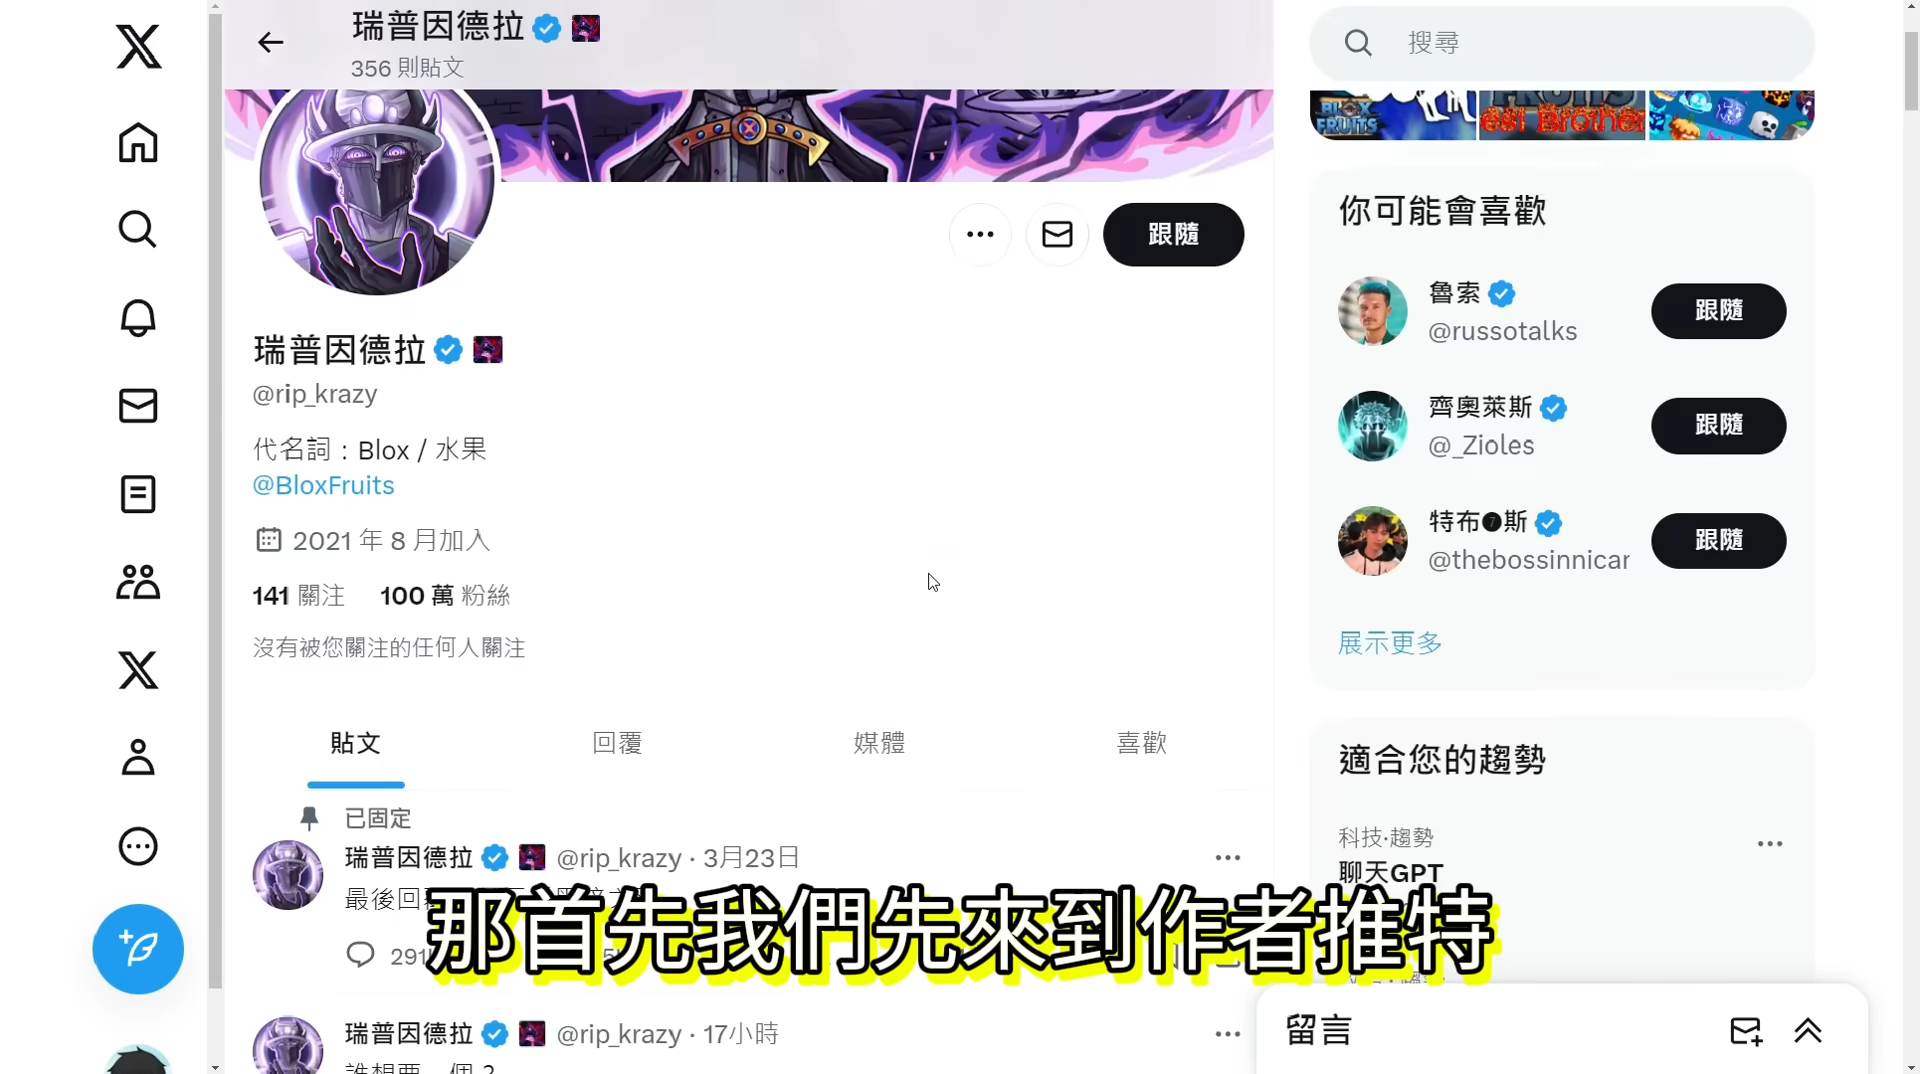 瑞普因德拉
356 則貼文
搜尋
BLOX FRUITS
跟隨
瑞普因德拉
@rip_krazy
代名詞：Blox / 水果
@BloxFruits
2021 年 8 月加入
141 關注 100 萬 粉絲
沒有被您關注的任何人關注
貼文 回覆 媒體 喜歡
已固定
瑞普因德拉 @rip_krazy · 3月23日
最後回
291
瑞普因德拉 @rip_krazy · 17小時
誰想要一個？
你可能會喜歡
魯索
@russotalks
跟隨
齊奧萊斯
@_Zioles
跟隨
特布❼斯
@thebossinnicar
跟隨
展示更多
適合您的趨勢
科技·趨勢
聊天GPT
那首先我們先來到作者推特
留言